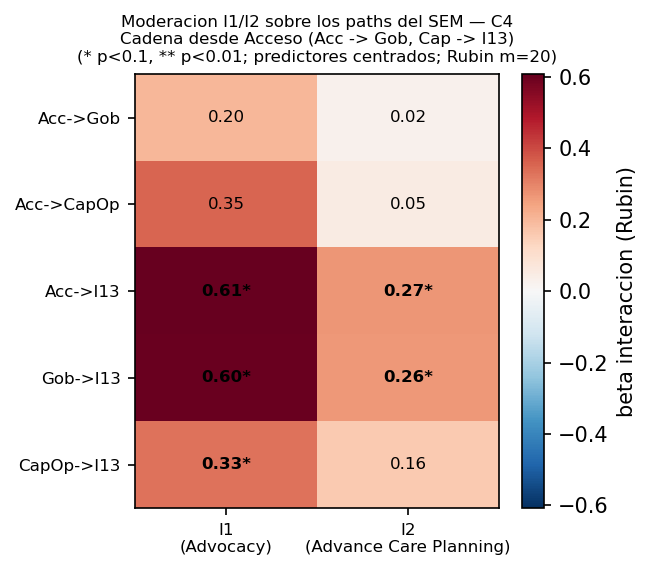 Moderacion I1/I2 sobre los paths del SEM — C4
Cadena desde Acceso (Acc -> Gob, Cap -> I13)
(* p<0.1, ** p<0.01; predictores centrados; Rubin m=20)
Acc->Gob 0.20 0.02
Acc->CapOp 0.35 0.05
Acc->I13 0.61* 0.27*
Gob->I13 0.60* 0.26*
CapOp->I13 0.33* 0.16
I1 I2
(Advocacy) (Advance Care Planning)
0.6
0.4
0.2
0.0
−0.2
−0.4
−0.6
beta interaccion (Rubin)